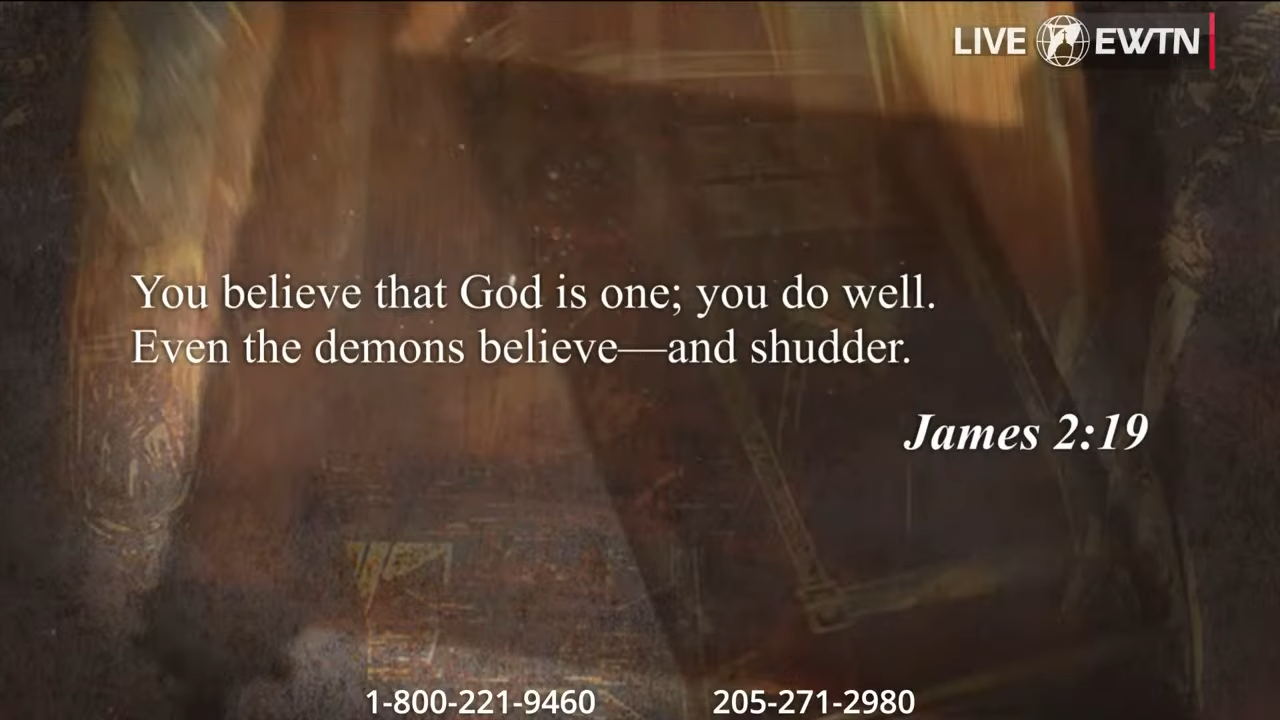 LIVE EWTN
You believe that God is one; you do well.
Even the demons believe—and shudder.
James 2:19
1-800-221-9460 205-271-2980